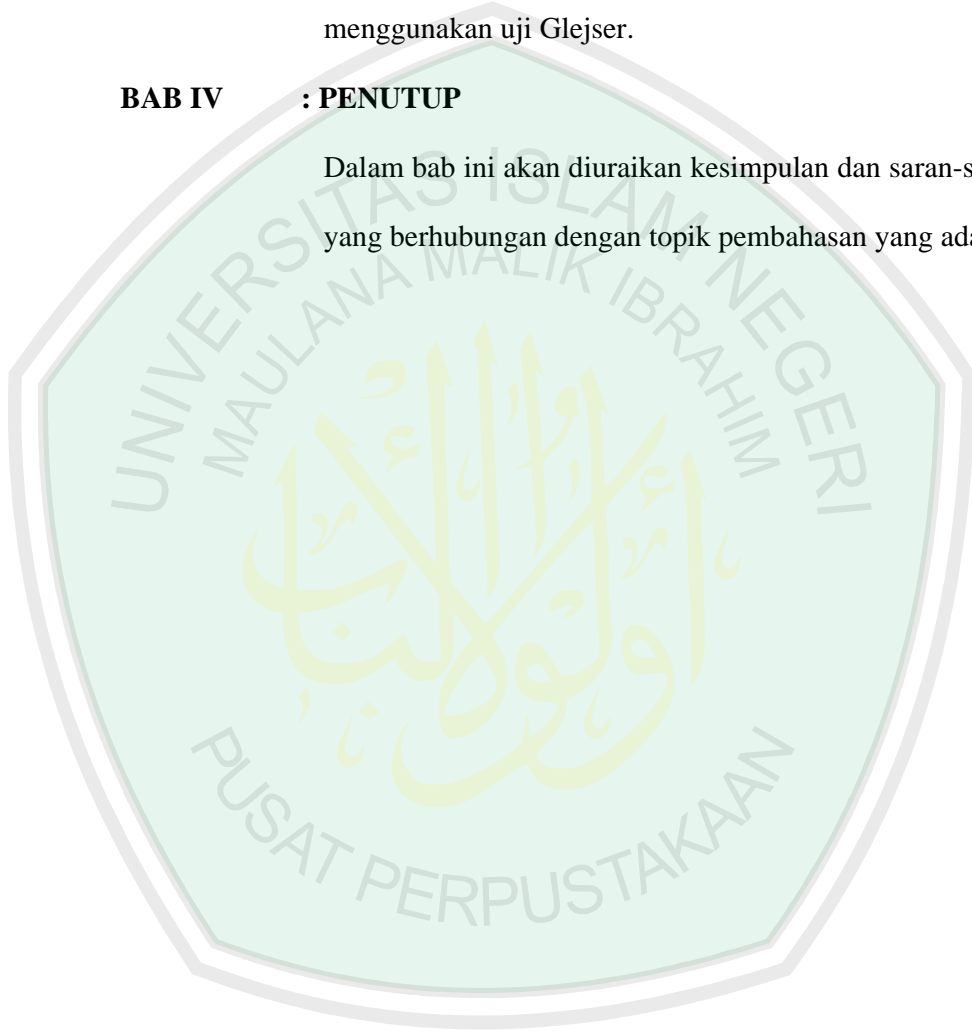 menggunakan uji Glejser.
BAB IV : PENUTUP
Dalam bab ini akan diuraikan kesimpulan dan saran-s
yang berhubungan dengan topik pembahasan yang ada
UNIVERSITAS ISLAM NEGERI
MAULANA MALIK IBRAHIM
PUSAT PERPUSTAKAAN